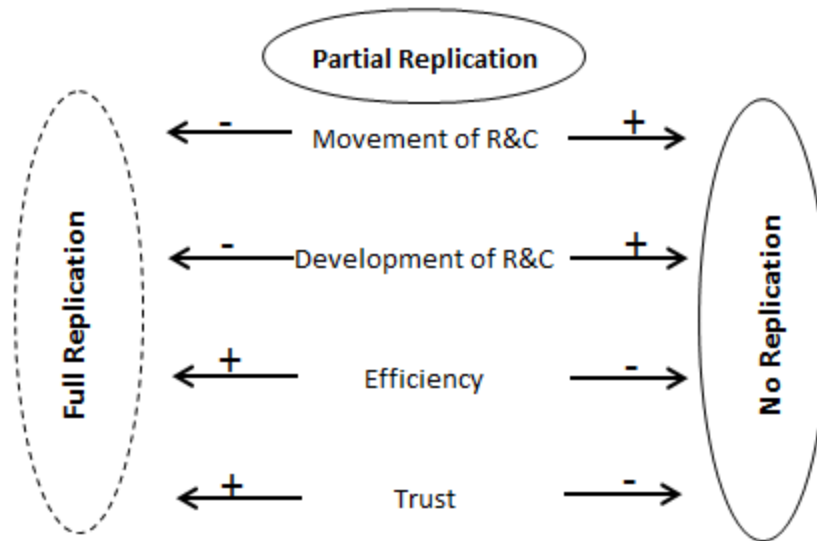 Partial Replication
- Movement of R&C +
- Development of R&C +
+ Efficiency -
+ Trust -
Full Replication
No Replication